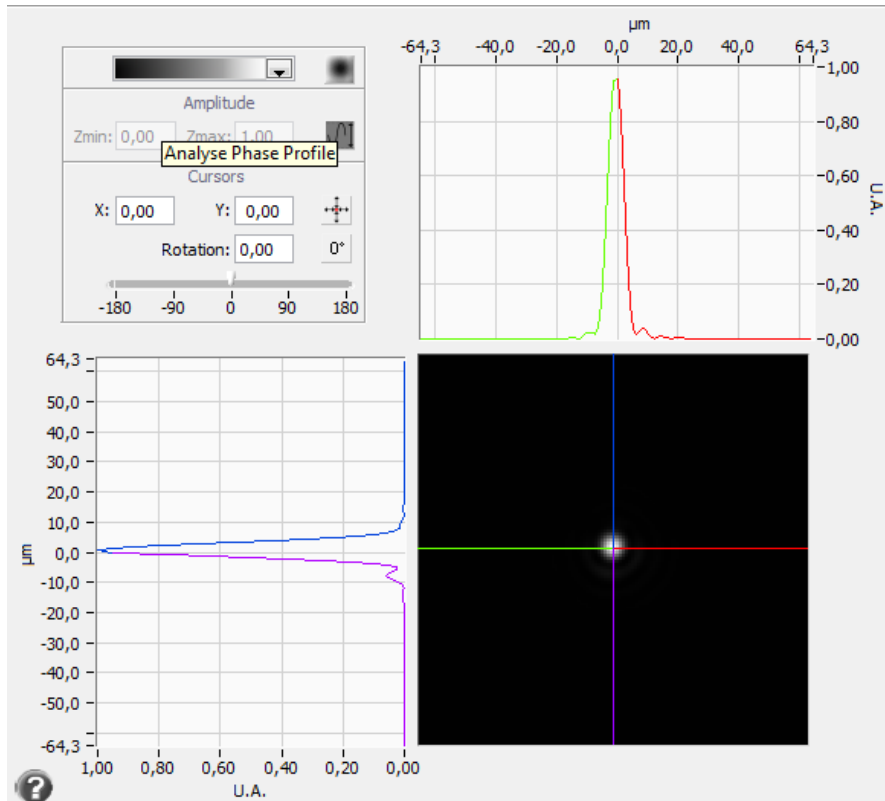 Amplitude
Zmin: 0,00 Zmax: 1,00
Analyse Phase Profile
Cursors
X: 0,00 Y: 0,00
Rotation: 0,00 0°
-180 -90 0 90 180
µm
-64,3 -40,0 -20,0 0,0 20,0 40,0 64,3
1,00
0,80
0,60
0,40
0,20
0,00
U.A.
64,3
50,0
40,0
30,0
20,0
10,0
0,0
-10,0
-20,0
-30,0
-40,0
-50,0
-64,3
µm
1,00 0,80 0,60 0,40 0,20 0,00
U.A.
?